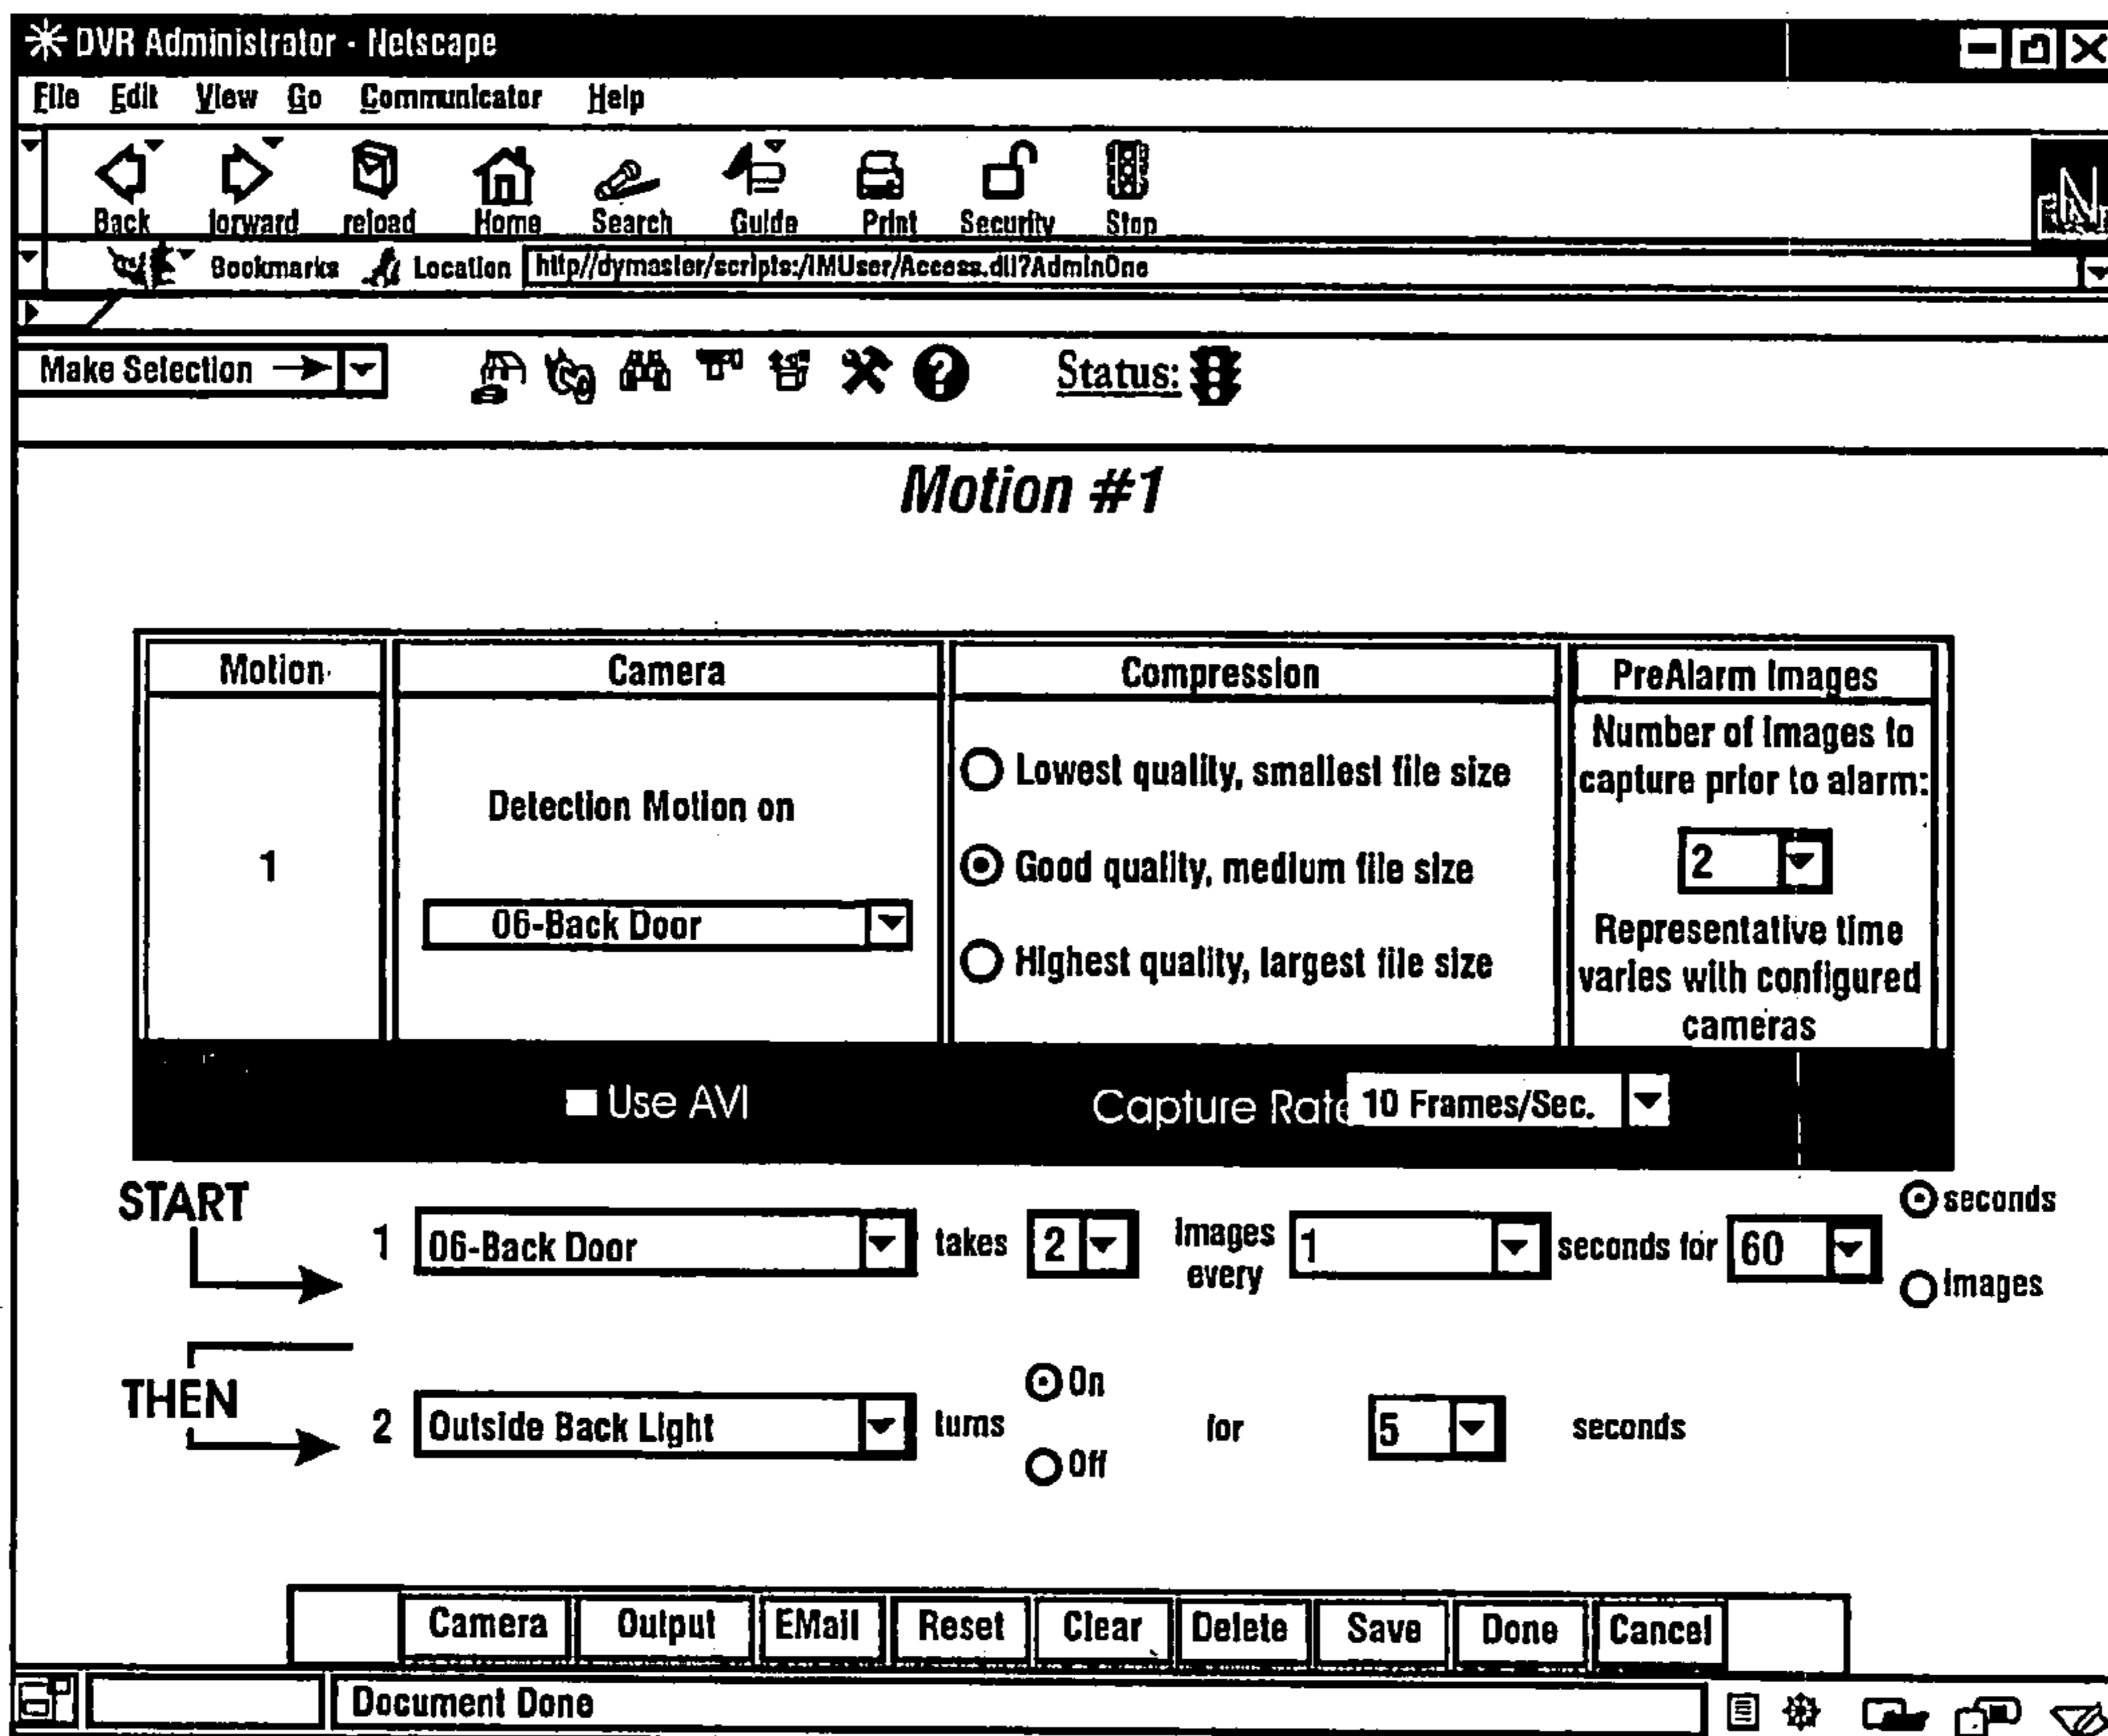 DVR Administrator - Netscape
File Edit View Go Communicator Help
Back forward reload Home Search Guide Print Security Stop
Bookmarks Location http//dymaster/scripts:/IMUser/Access.dll?AdminOne
Make Selection Status:
Motion #1
Motion Camera Compression PreAlarm Images
Number of Images to
capture prior to alarm:
Lowest quality, smallest file size
Detection Motion on
1 Good quality, medium file size 2
06-Back Door
Representative time
Highest quality, largest file size
varies with configured
cameras
Use AVI Capture Rate 10 Frames/Sec.
START
1 06-Back Door takes 2 Images every 1 seconds for 60 seconds
Images
THEN
2 Outside Back Light turns On for 5 seconds
Off
Camera Output EMail Reset Clear Delete Save Done Cancel
Document Done